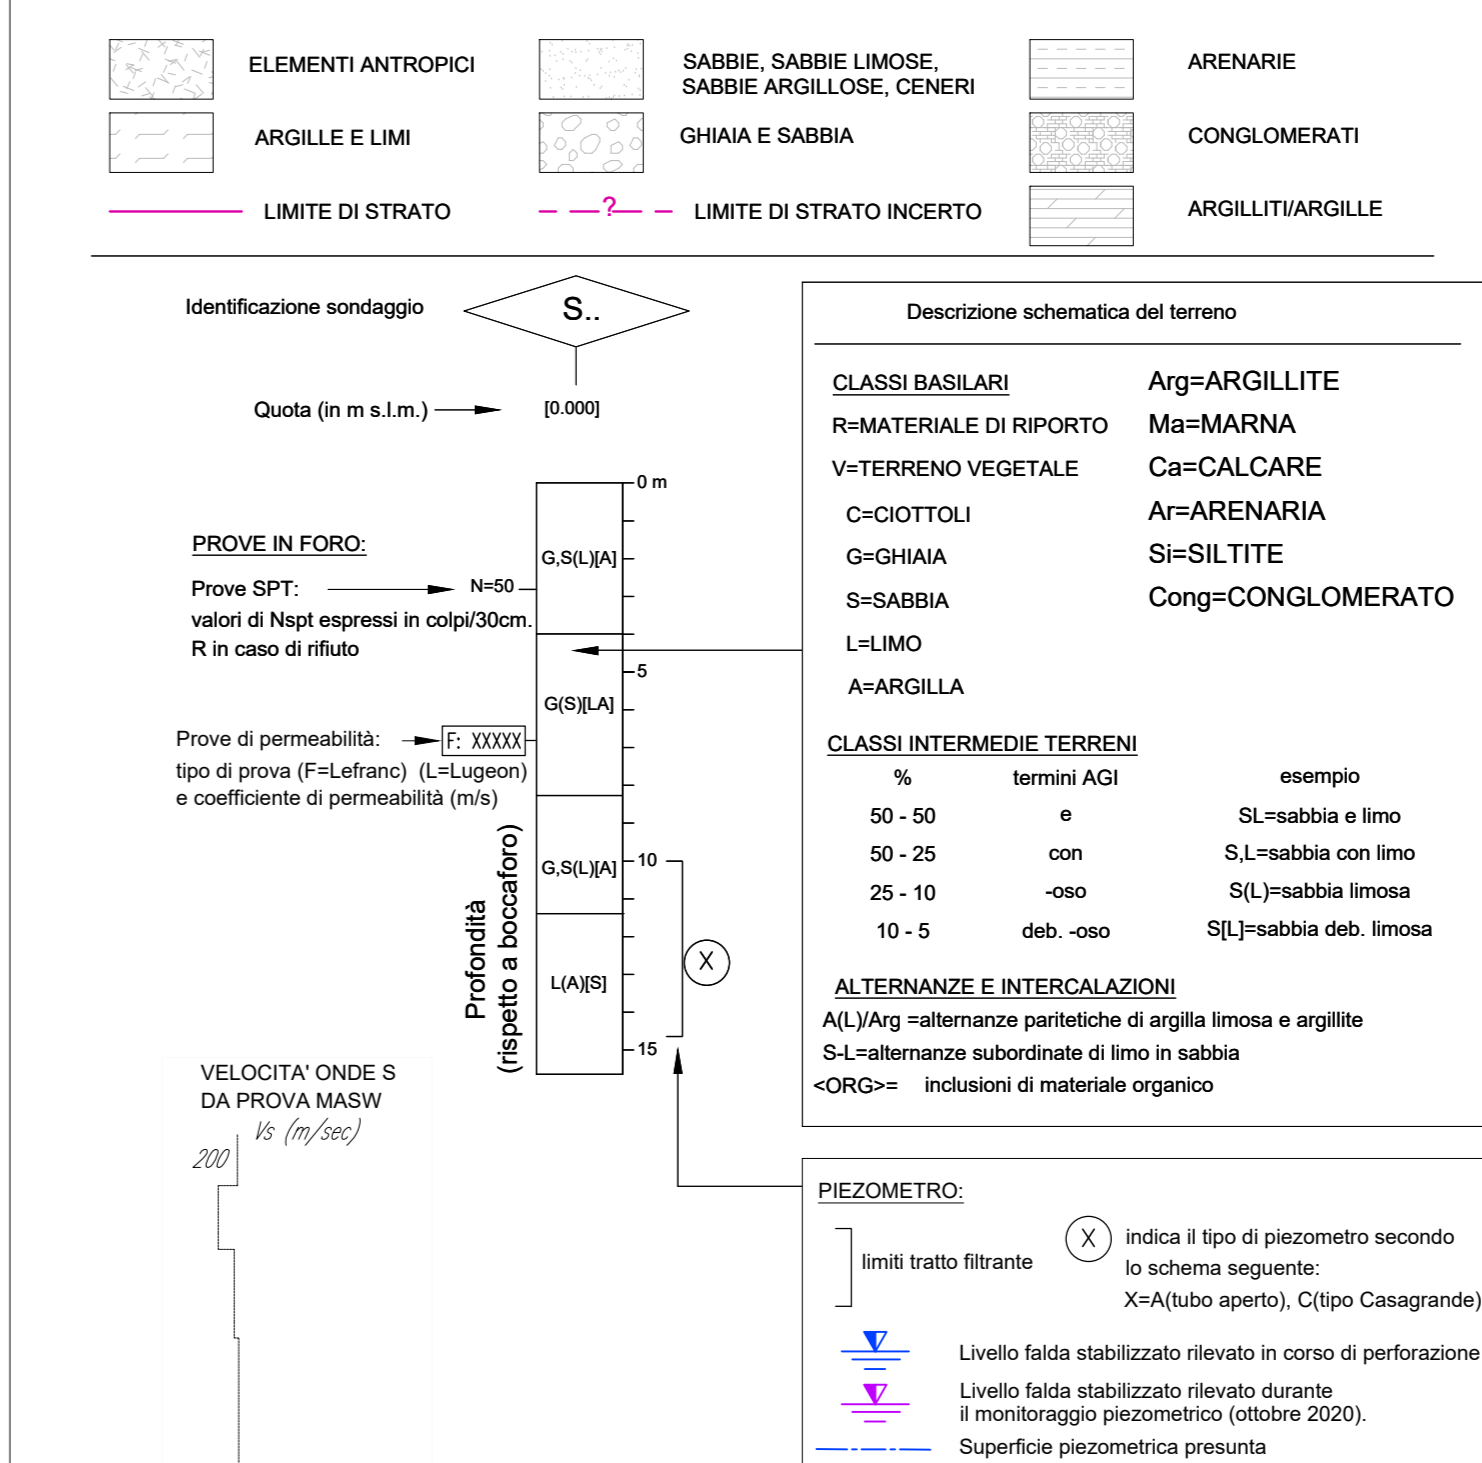 ELEMENTI ANTROPICI
SABBIE, SABBIE LIMOSE,
SABBIE ARGILLOSE, CENERI
ARENARIE
ARGILLE E LIMI
GHIAIA E SABBIA
CONGLOMERATI
LIMITE DI STRATO
?
LIMITE DI STRATO INCERTO
ARGILLITI/ARGILLE
Identificazione sondaggio
S..
Quota (in m s.l.m.)
[0.000]
0 m
G,S(L)[A]
PROVE IN FORO:
Prove SPT:
N=50
valori di Nspt espressi in colpi/30cm.
R in caso di rifiuto
5
G(S)[LA]
Prove di permeabilità:
F: XXXXX
tipo di prova (F=Lefranc) (L=Lugeon)
e coefficiente di permeabilità (m/s)
10
G,S(L)[A]
Profondità
(rispetto a boccaforo)
X
L(A)[S]
15
VELOCITA' ONDE S
DA PROVA MASW
Vs (m/sec)
200
Descrizione schematica del terreno
CLASSI BASILARI
R=MATERIALE DI RIPORTO
V=TERRENO VEGETALE
C=CIOTTOLI
G=GHIAIA
S=SABBIA
L=LIMO
A=ARGILLA
Arg=ARGILLITE
Ma=MARNA
Ca=CALCARE
Ar=ARENARIA
Si=SILTITE
Cong=CONGLOMERATO
CLASSI INTERMEDIE TERRENI
% termini AGI esempio
50 - 50 e SL=sabbia e limo
50 - 25 con S,L=sabbia con limo
25 - 10 -oso S(L)=sabbia limosa
10 - 5 deb. -oso S[L]=sabbia deb. limosa
ALTERNANZE E INTERCALAZIONI
A(L)/Arg =alternanze paritetiche di argilla limosa e argillite
S-L=alternanze subordinate di limo in sabbia
<ORG>= inclusioni di materiale organico
PIEZOMETRO:
limiti tratto filtrante
X
indica il tipo di piezometro secondo
lo schema seguente:
X=A(tubo aperto), C(tipo Casagrande)
Livello falda stabilizzato rilevato in corso di perforazione
Livello falda stabilizzato rilevato durante
il monitoraggio piezometrico (ottobre 2020).
Superficie piezometrica presunta